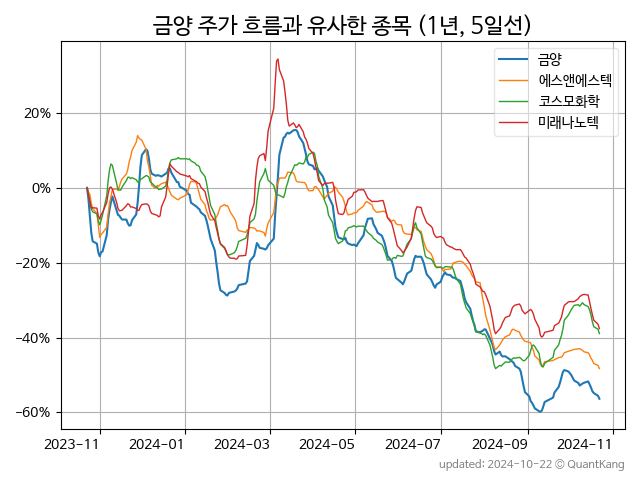 금양 주가 흐름과 유사한 종목 (1년, 5일선)
금양
에스앤에스텍
코스모화학
미래나노텍
20%
0%
−20%
−40%
−60%
2023−11
2024−01
2024−03
2024−05
2024−07
2024−09
2024−11
updated: 2024-10-22 © QuantKang